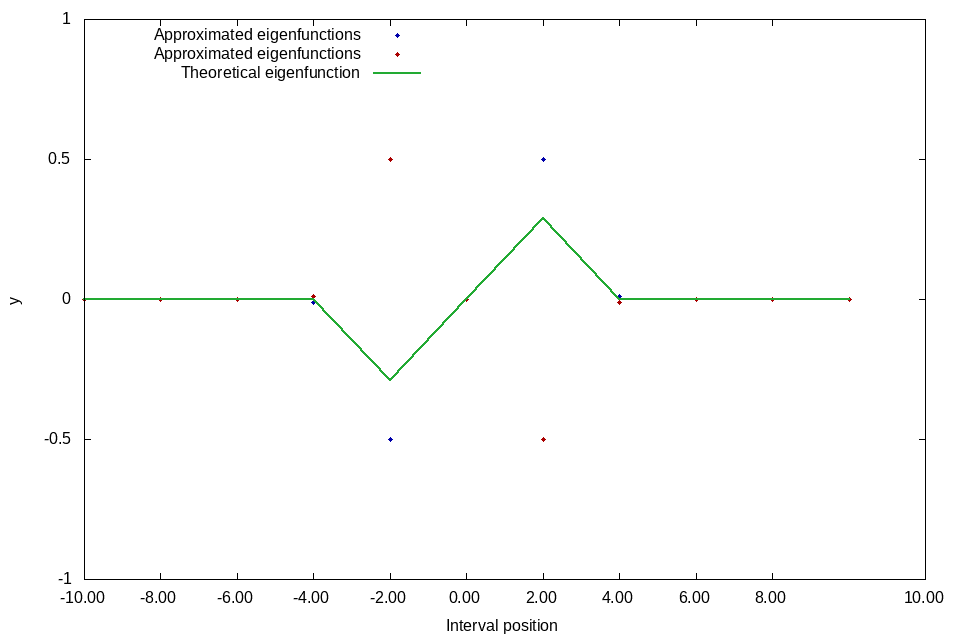 Approximated eigenfunctions
Approximated eigenfunctions
Theoretical eigenfunction
1
0.5
0
-0.5
-1
y
-10.00 -8.00 -6.00 -4.00 -2.00 0.00 2.00 4.00 6.00 8.00 10.00
Interval position